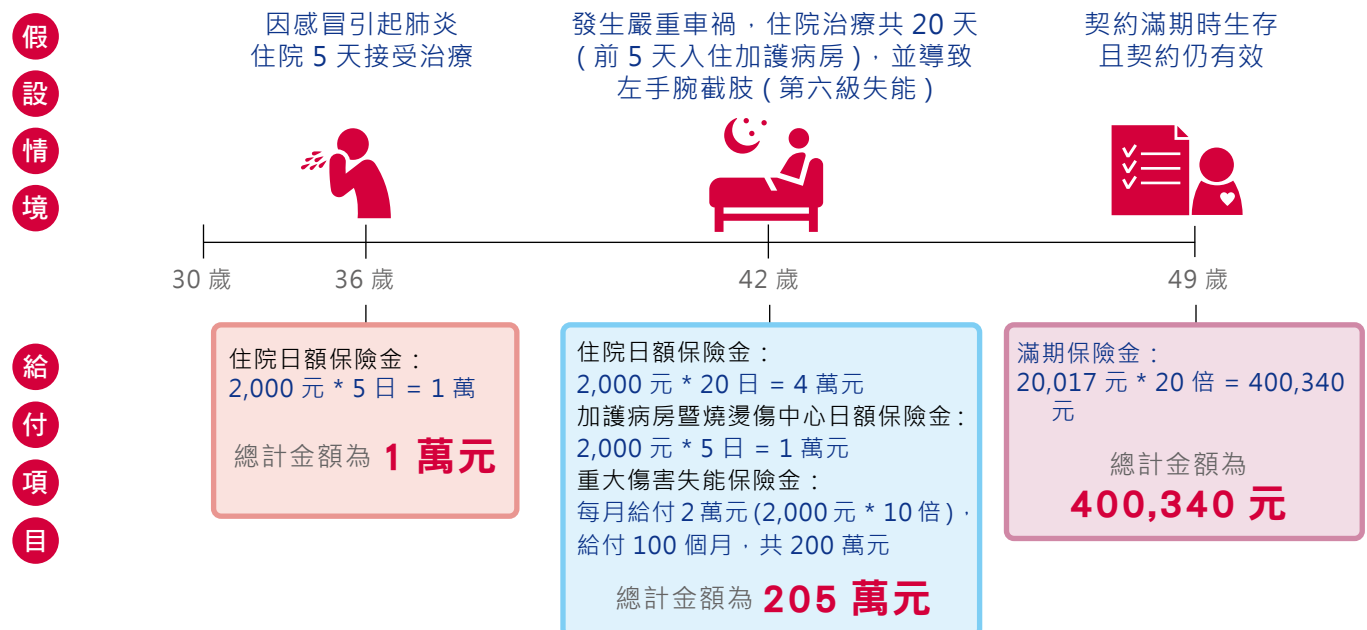 假設情境
因感冒引起肺炎
住院 5 天接受治療
發生嚴重車禍，住院治療共 20 天
( 前 5 天入住加護病房 )，並導致
左手腕截肢 ( 第六級失能 )
契約滿期時生存
且契約仍有效
30 歲
36 歲
42 歲
49 歲
給付項目
住院日額保險金：
2,000 元 * 5 日 = 1 萬
總計金額為 1 萬元
住院日額保險金：
2,000 元 * 20 日 = 4 萬元
加護病房暨燒燙傷中心日額保險金：
2,000 元 * 5 日 = 1 萬元
重大傷害失能保險金：
每月給付 2 萬元 (2,000 元 * 10 倍)，
給付 100 個月，共 200 萬元
總計金額為 205 萬元
滿期保險金：
20,017 元 * 20 倍 = 400,340
元
總計金額為
400,340 元